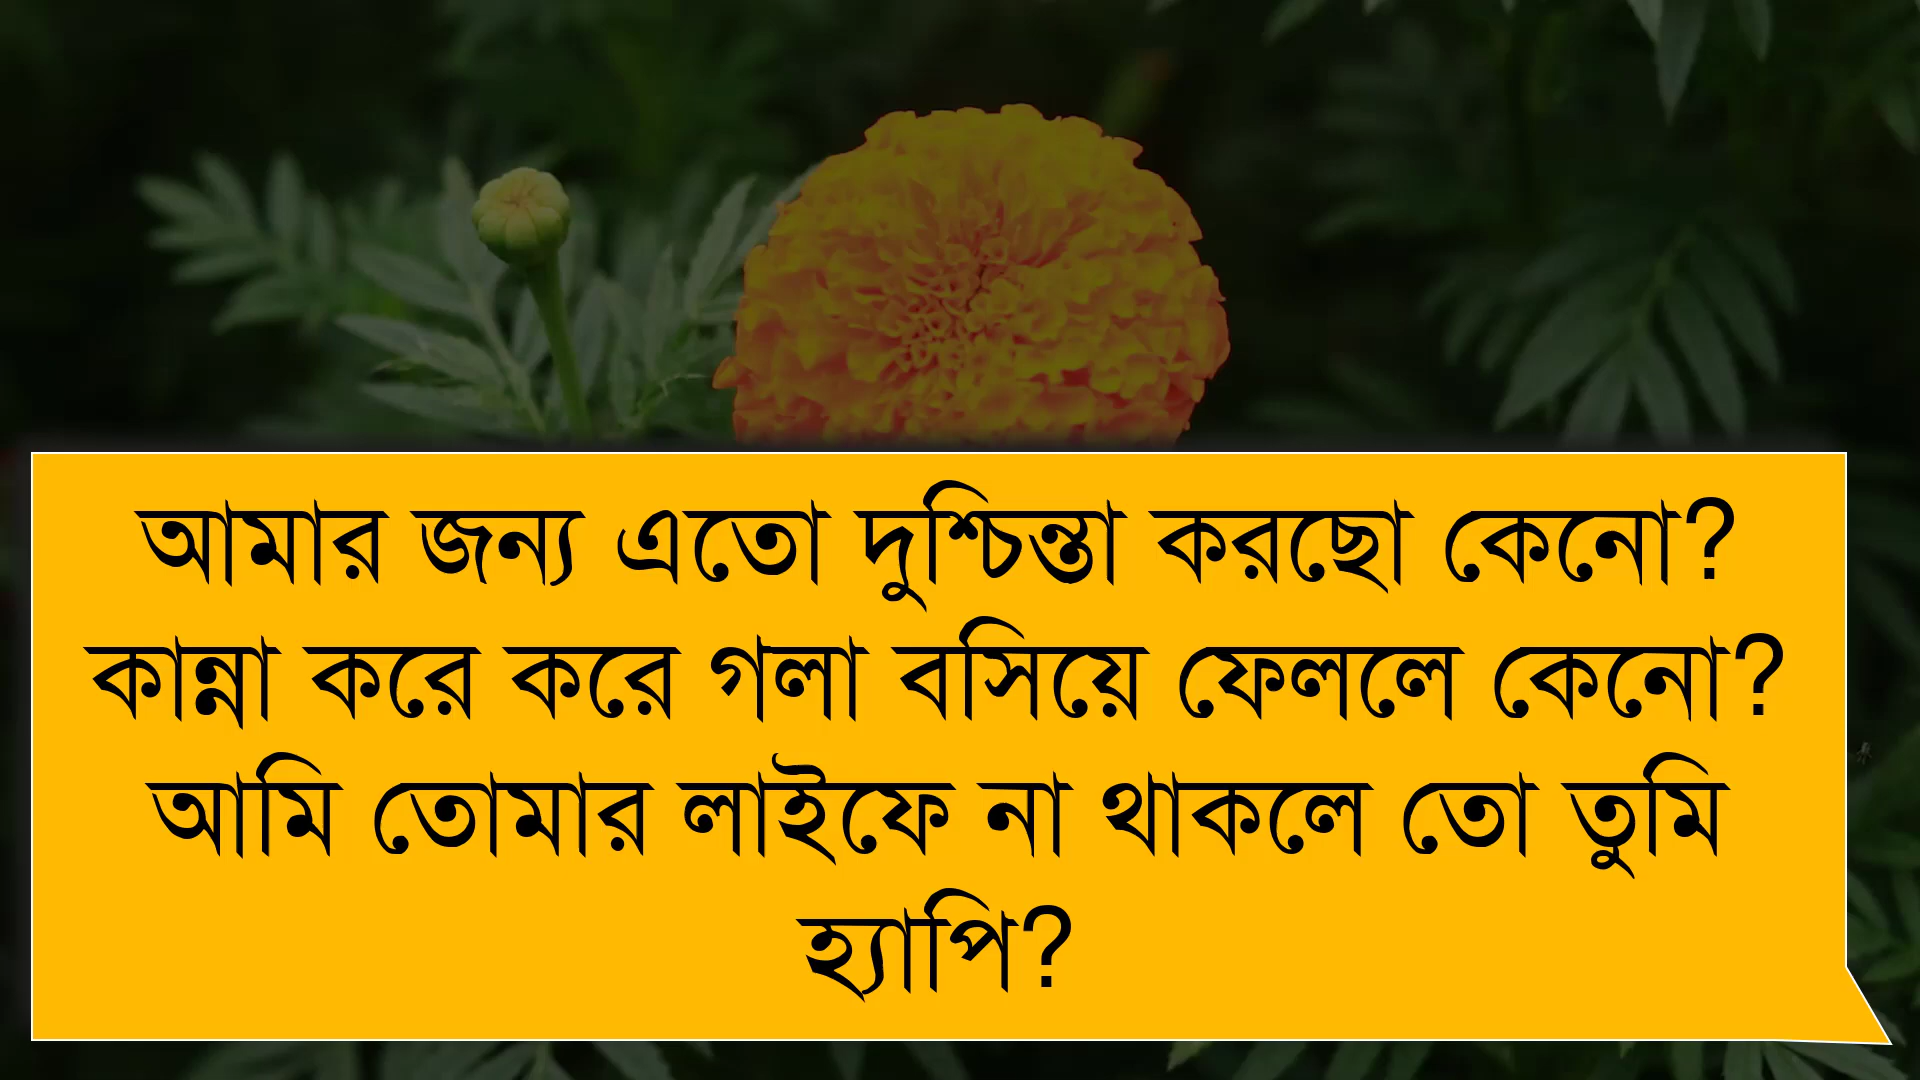 আমার জন্য এতো দুশ্চিন্তা করছো কেনো?
কান্না করে করে গলা বসিয়ে ফেললে কেনো?
আমি তোমার লাইফে না থাকলে তো তুমি
হ্যাপি?